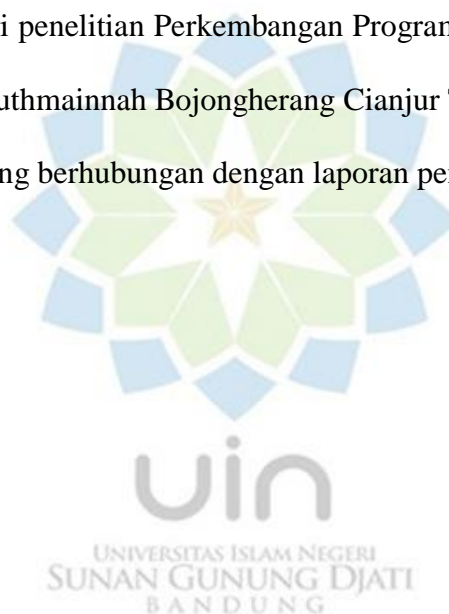 i penelitian Perkembangan Program
uthmainnah Bojongherang Cianjur
ng berhubungan dengan laporan pe
uin
UNIVERSITAS ISLAM NEGERI
SUNAN GUNUNG DJATI
BANDUNG